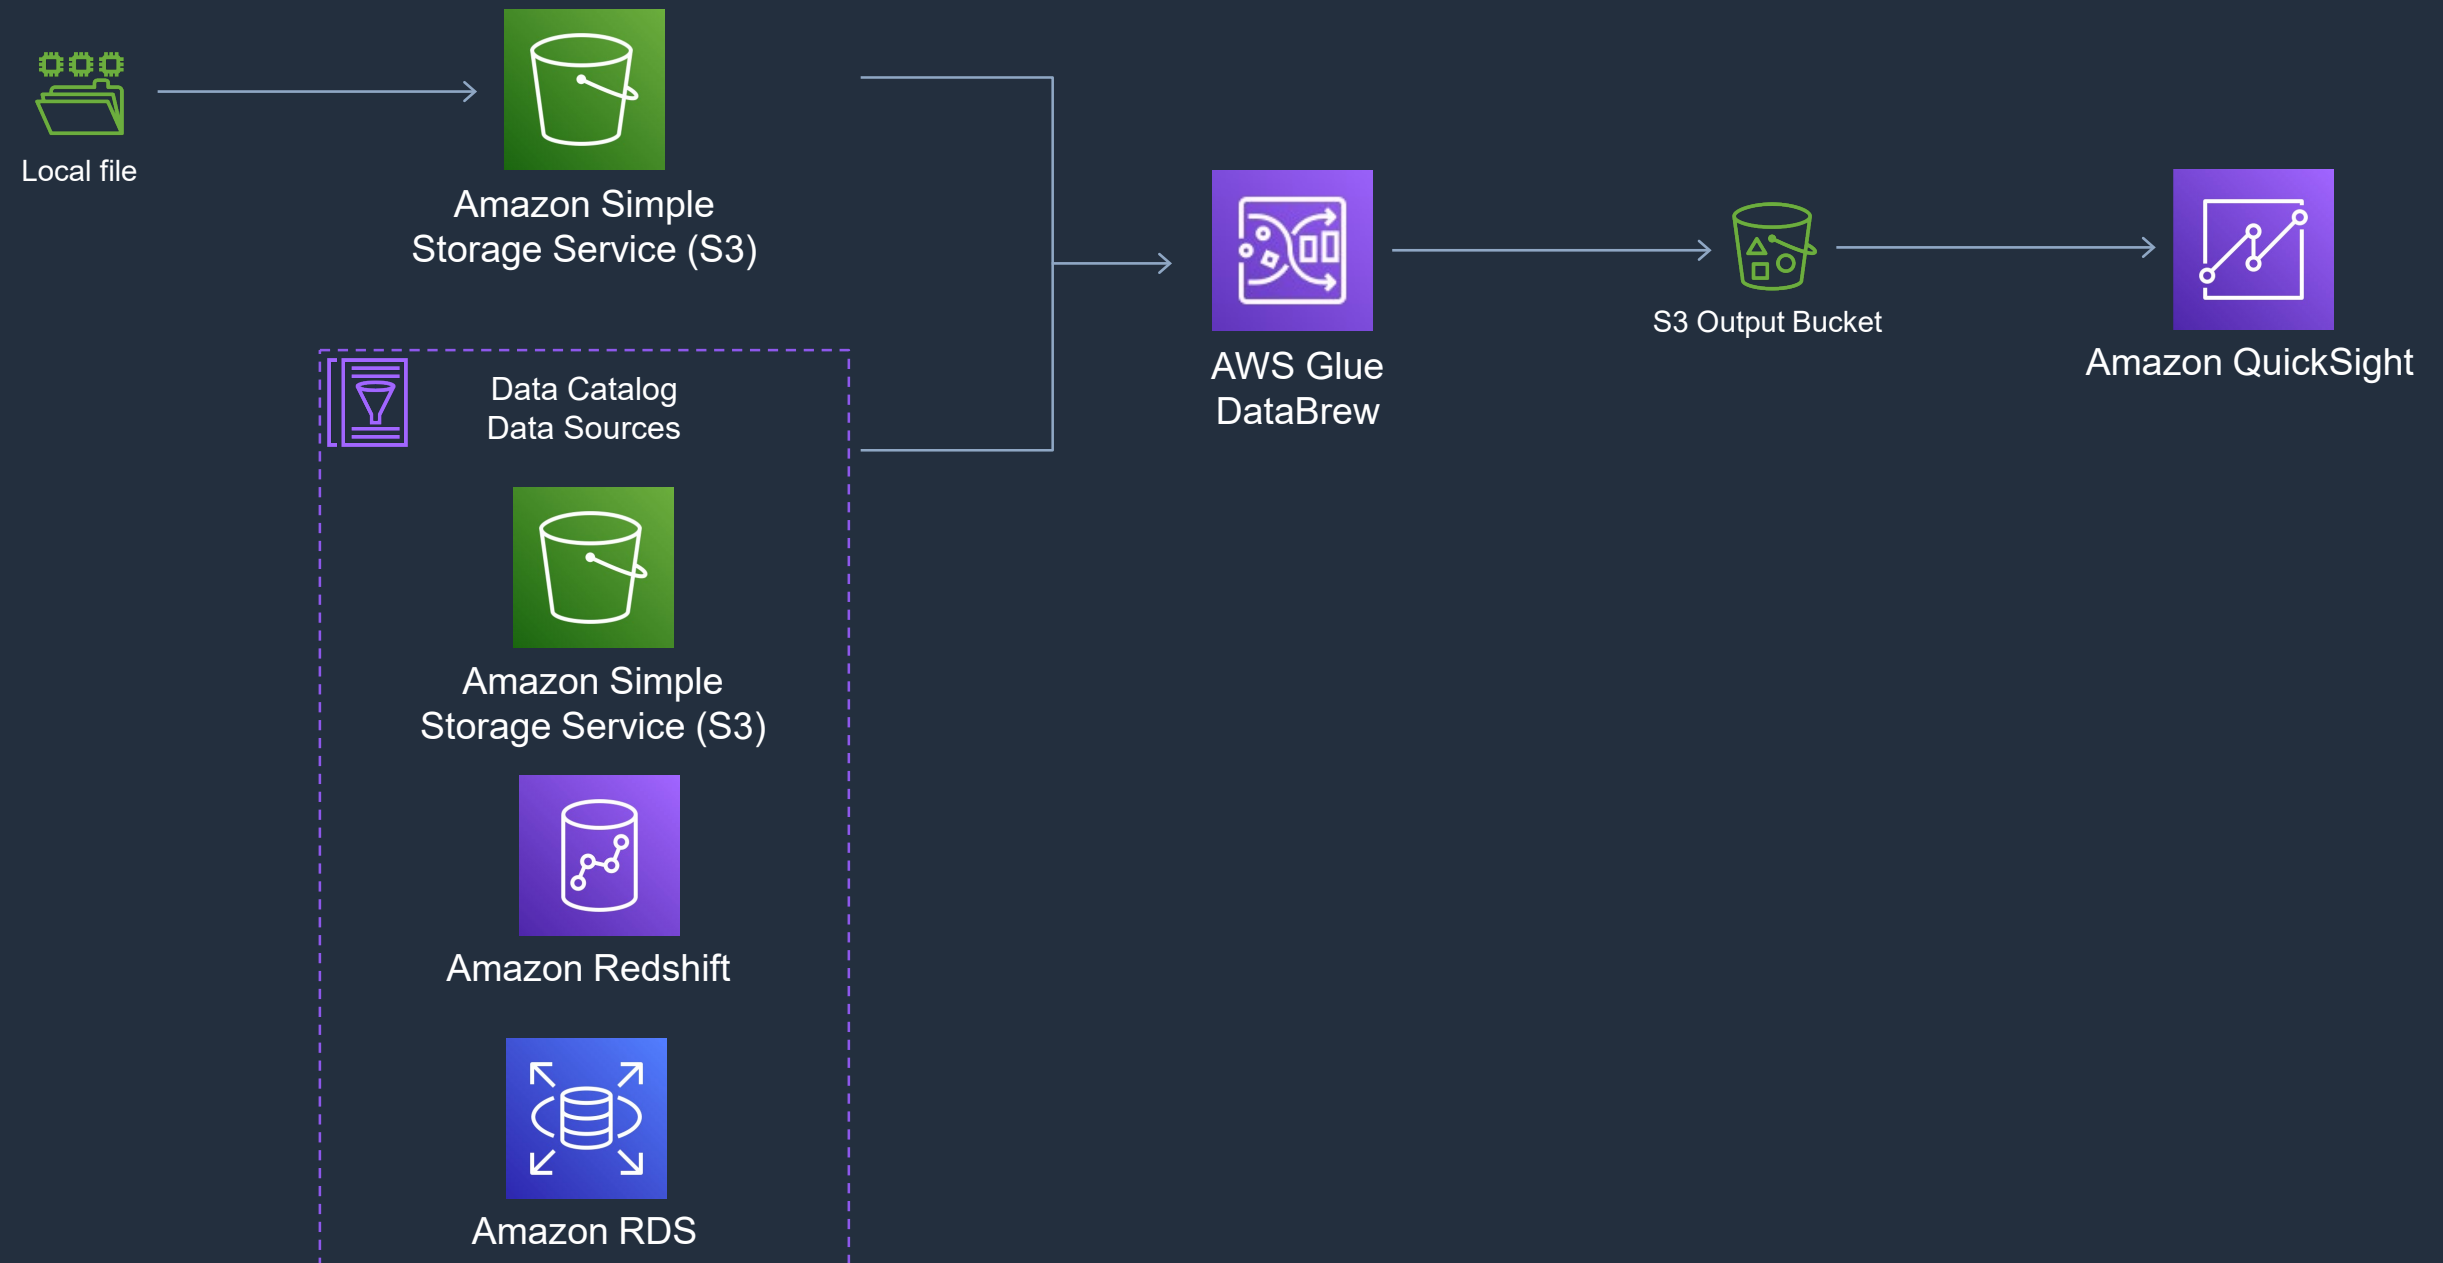 Local file
Amazon Simple
Storage Service (S3)
Data Catalog
Data Sources
Amazon Simple
Storage Service (S3)
Amazon Redshift
Amazon RDS
AWS Glue
DataBrew
S3 Output Bucket
Amazon QuickSight